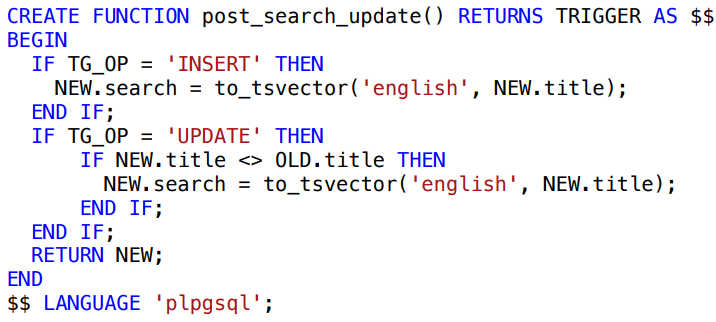 CREATE FUNCTION post_search_update() RETURNS TRIGGER AS $$
BEGIN
  IF TG_OP = 'INSERT' THEN
    NEW.search = to_tsvector('english', NEW.title);
  END IF;
  IF TG_OP = 'UPDATE' THEN
      IF NEW.title <> OLD.title THEN
        NEW.search = to_tsvector('english', NEW.title);
      END IF;
  END IF;
  RETURN NEW;
END
$$ LANGUAGE 'plpgsql';